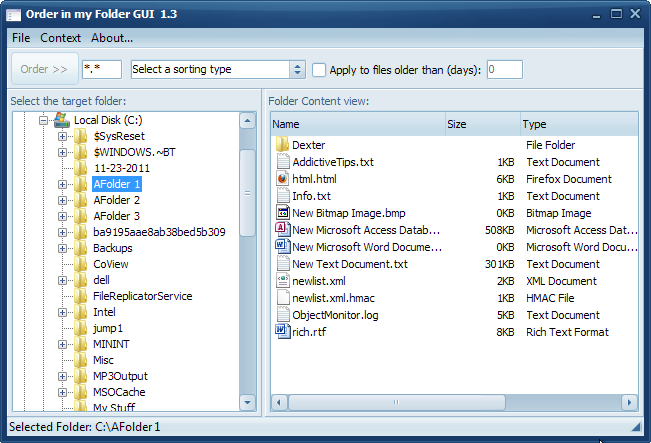 Order in my Folder GUI 1.3
File Context About...
Order >> *.* Select a sorting type Apply to files older than (days): 0
Select the target folder:
Local Disk (C:)
$SysReset
$WINDOWS.~BT
11-23-2011
AFolder 1
AFolder 2
AFolder 3
ba9195aae8ab38bed5b309
Backups
CoView
dell
FileReplicatorService
Intel
jump1
MININT
Misc
MP3Output
MSOCache
My Stuff
Folder Content view:
Name Size Type
Dexter File Folder
AddictiveTips.txt 1KB Text Document
html.html 6KB Firefox Document
Info.txt 1KB Text Document
New Bitmap Image.bmp 0KB Bitmap Image
New Microsoft Access Datab... 508KB Microsoft Access Dat
New Microsoft Word Docume... 0KB Microsoft Word Docu
New Text Document.txt 301KB Text Document
newlist.xml 2KB XML Document
newlist.xml.hmac 1KB HMAC File
ObjectMonitor.log 5KB Text Document
rich.rtf 8KB Rich Text Format
Selected Folder: C:\AFolder 1